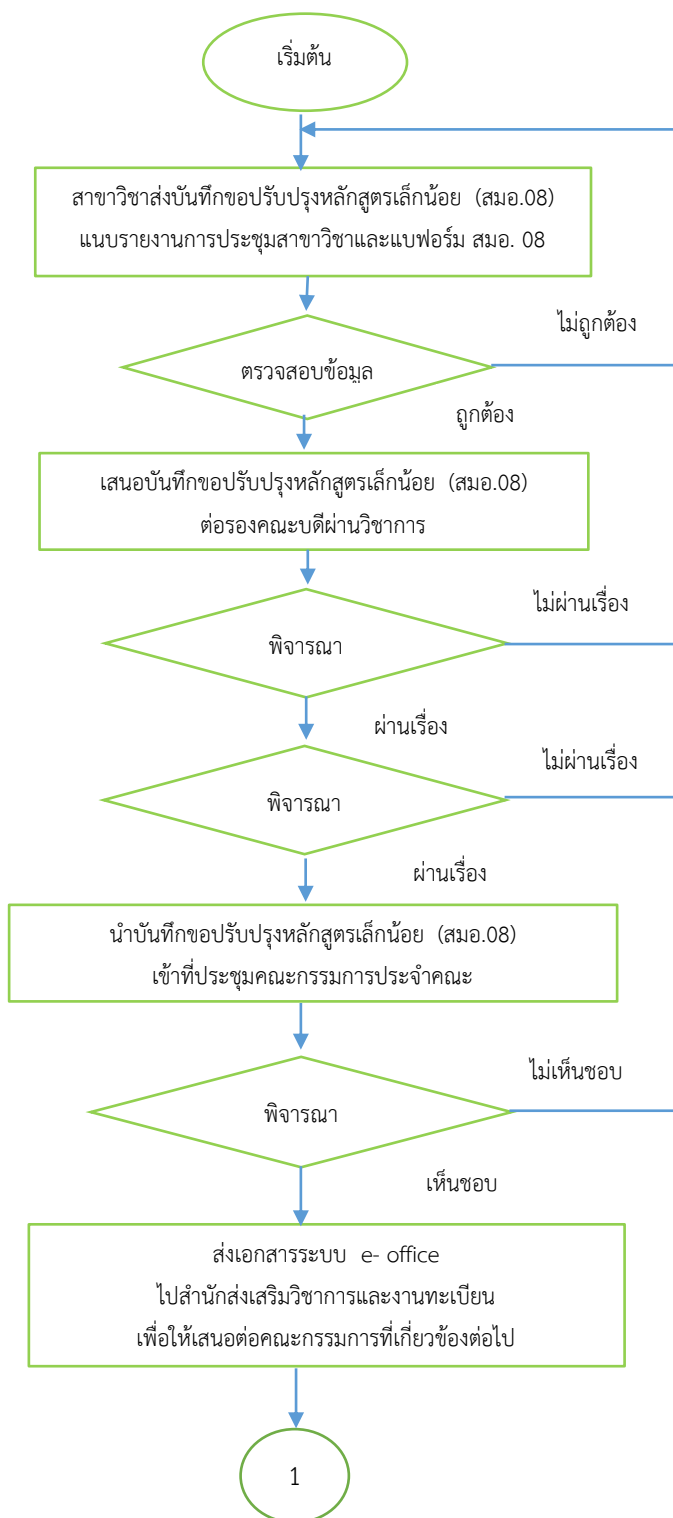 เริ่มต้น
สาขาวิชาส่งบันทึกขอปรับปรุงหลักสูตรเล็กน้อย (สมอ.08)
แนบรายงานการประชุมสาขาวิชาและแบฟอร์ม สมอ. 08
ไม่ถูกต้อง
ตรวจสอบข้อมูล
ถูกต้อง
เสนอบันทึกขอปรับปรุงหลักสูตรเล็กน้อย (สมอ.08)
ต่อรองคณะบดีผ่านวิชาการ
ไม่ผ่านเรื่อง
พิจารณา
ผ่านเรื่อง
ไม่ผ่านเรื่อง
พิจารณา
ผ่านเรื่อง
นำบันทึกขอปรับปรุงหลักสูตรเล็กน้อย (สมอ.08)
เข้าที่ประชุมคณะกรรมการประจำคณะ
ไม่เห็นชอบ
พิจารณา
เห็นชอบ
ส่งเอกสารระบบ e- office
ไปสำนักส่งเสริมวิชาการและงานทะเบียน
เพื่อให้เสนอต่อคณะกรรมการที่เกี่ยวข้องต่อไป
1